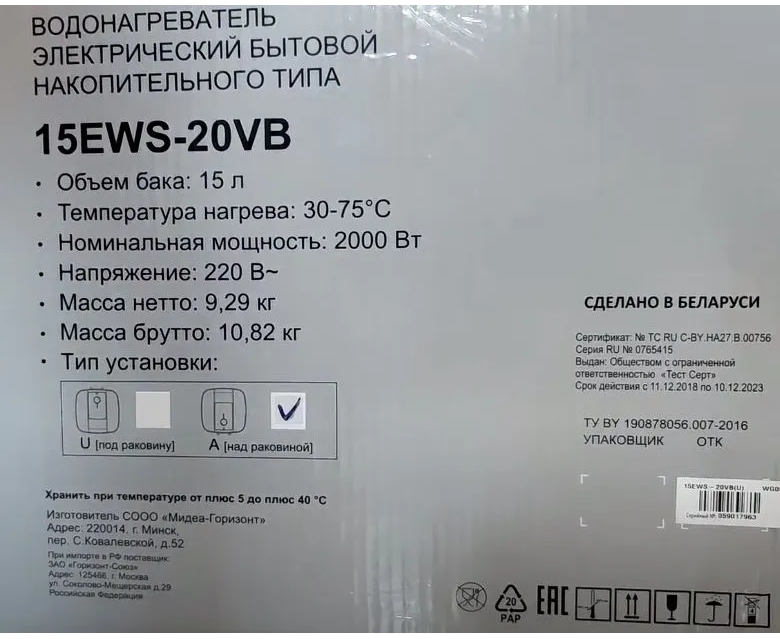 ВОДОНАГРЕВАТЕЛЬ
ЭЛЕКТРИЧЕСКИЙ БЫТОВОЙ
НАКОПИТЕЛЬНОГО ТИПА
15EWS-20VB
• Объем бака: 15 л
• Температура нагрева: 30-75°С
• Номинальная мощность: 2000 Вт
• Напряжение: 220 В~
• Масса нетто: 9,29 кг
• Масса брутто: 10,82 кг
• Тип установки:
U [под раковину]
A [над раковиной]
Хранить при температуре от плюс 5 до плюс 40 °С
Изготовитель СООО «Мидеа-Горизонт»
Адрес: 220014, г. Минск,
пер. С.Ковалевской, д.52
При импорте в РФ поставщик:
ЗАО «Горизонт-Союз»
Адрес: 125466, г. Москва
ул. Соколово-Мещерская д.29
Российская Федерация
СДЕЛАНО В БЕЛАРУСИ
Сертификат: № ТС RU C-BY.НА27.В.00756
Серия RU № 0765415
Выдан: Обществом с ограниченной
ответственностью «Тест Серт»
Срок действия с 11.12.2018 по 10.12.2023
ТУ BY 190878056.007-2016
УПАКОВЩИК ОТК
15EWS - 20VB(U)
Серийный №: 059017963
20
PAP
EAC